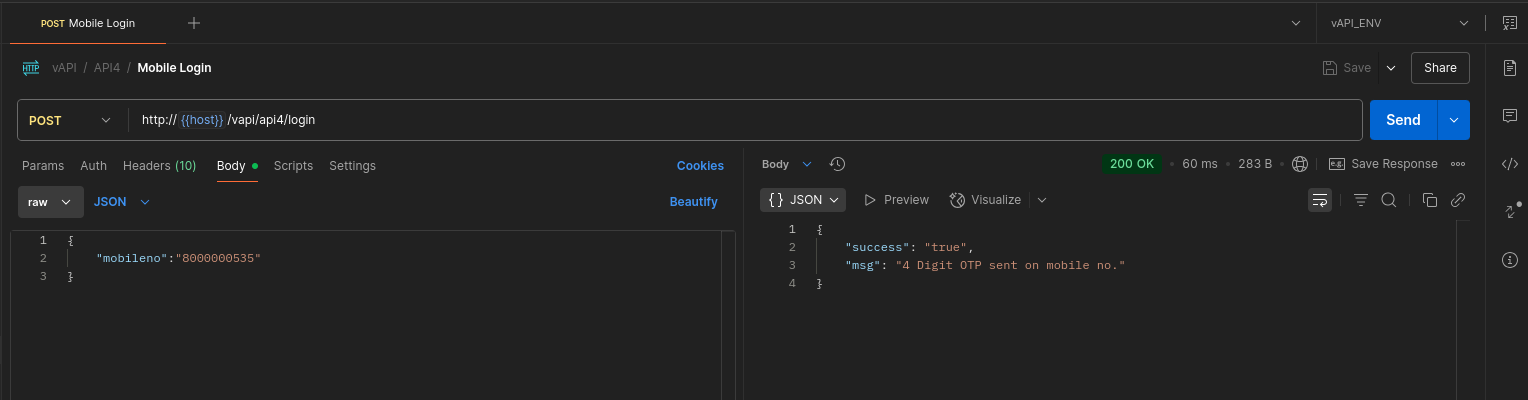 POST Mobile Login
vAPI_ENV
HTTP vAPI / API4 / Mobile Login
Save Share
POST http:// {{host}} /vapi/api4/login Send
Params Auth Headers (10) Body Scripts Settings Cookies
raw JSON Beautify
1 {
2 "mobileno":"8000000535"
3 }
Body 200 OK 60 ms 283 B e.g. Save Response
{} JSON Preview Visualize
1 {
2 "success": "true",
3 "msg": "4 Digit OTP sent on mobile no."
4 }